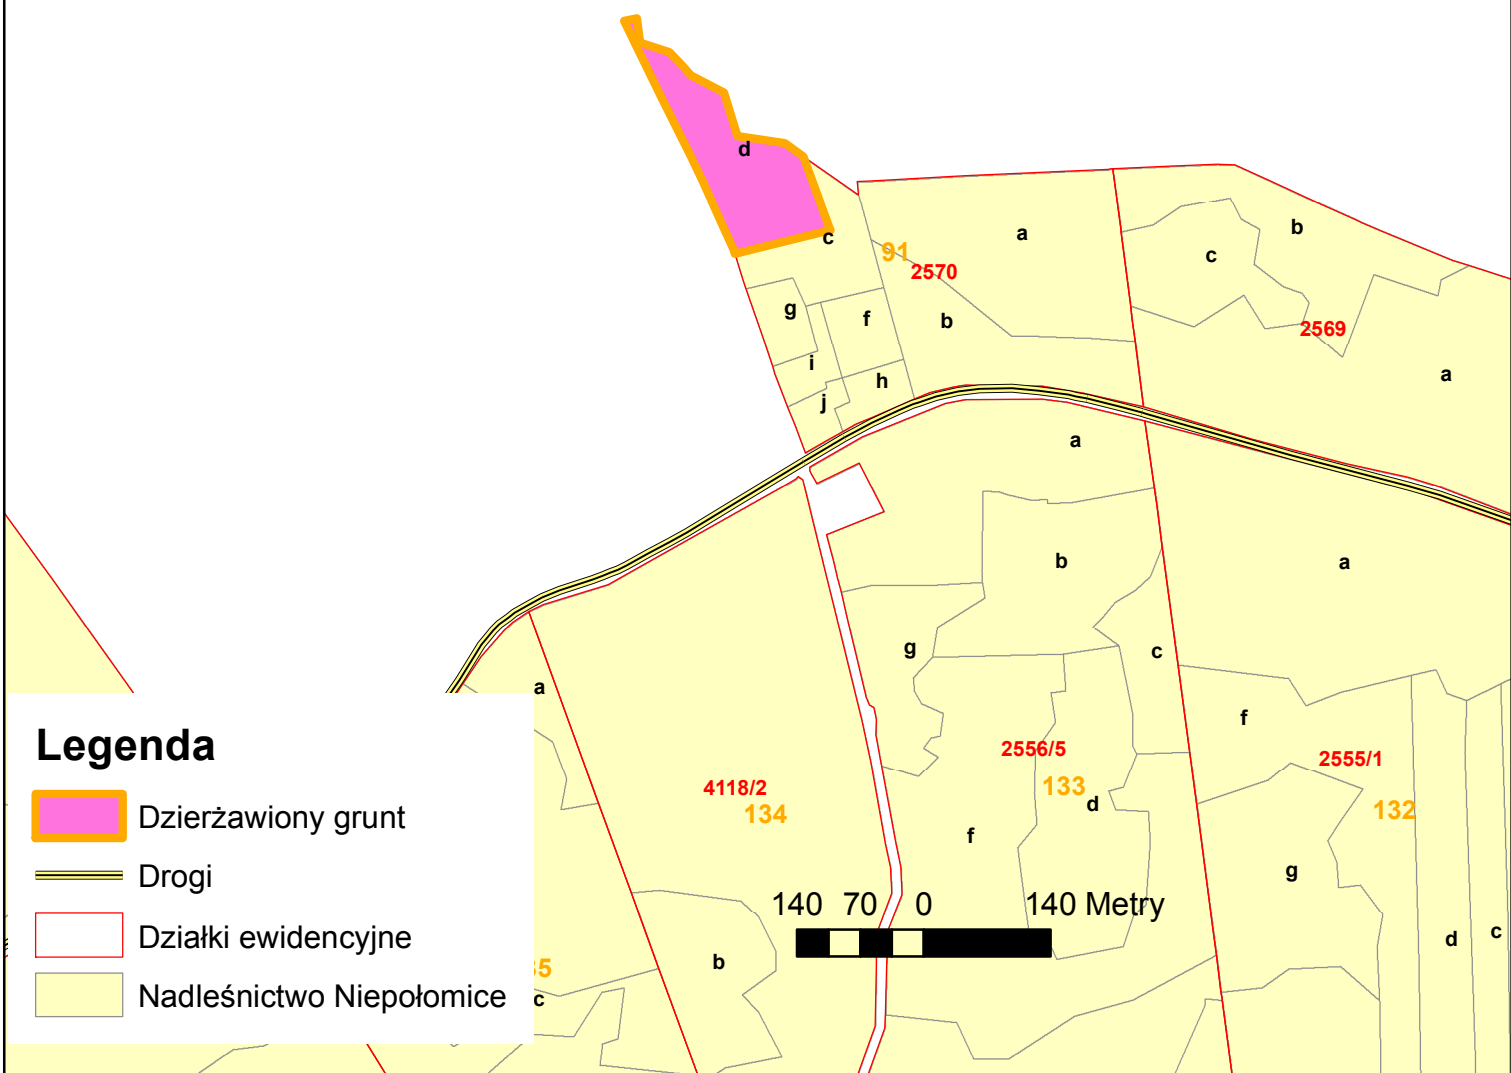 d
c
91
2570
a
b
c
b
2569
a
g
f
i
h
j
a
b
a
g
c
a
f
2556/5
2555/1
4118/2
134
133
d
132
f
g
140 70 0 140 Metry
b
d
c
35
c
Legenda
Dzierżawiony grunt
Drogi
Działki ewidencyjne
Nadleśnictwo Niepołomice